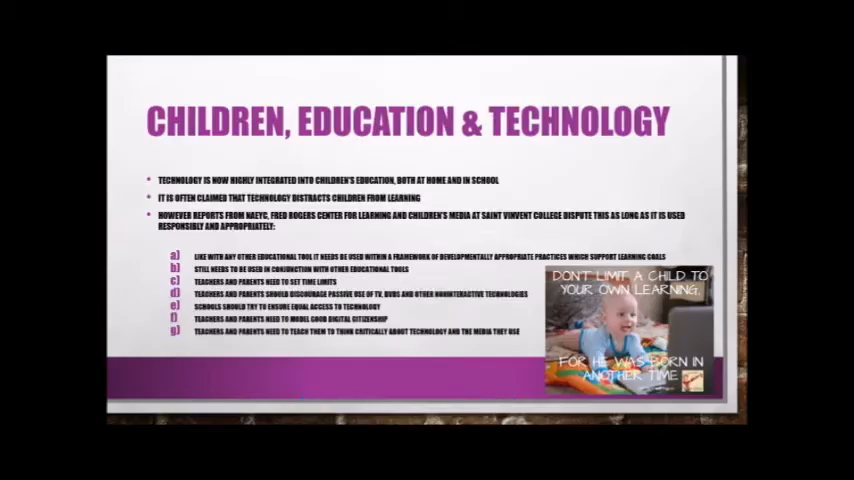 CHILDREN, EDUCATION & TECHNOLOGY
• TECHNOLOGY IS NOW HIGHLY INTEGRATED INTO CHILDREN'S EDUCATION, BOTH AT HOME AND IN SCHOOL
• IT IS OFTEN CLAIMED THAT TECHNOLOGY DISTRACTS CHILDREN FROM LEARNING
• HOWEVER REPORTS FROM NAEYC, FRED ROGERS CENTER FOR LEARNING AND CHILDREN'S MEDIA AT SAINT VINVENT COLLEGE DISPUTE THIS AS LONG AS IT IS USED
RESPONSIBLY AND APPROPRIATELY:
a) LIKE WITH ANY OTHER EDUCATIONAL TOOL IT NEEDS BE USED WITHIN A FRAMEWORK OF DEVELOPMENTALLY APPROPRIATE PRACTICES WHICH SUPPORT LEARNING GOALS
b) STILL NEEDS TO BE USED IN CONJUNCTION WITH OTHER EDUCATIONAL TOOLS
c) TEACHERS AND PARENTS NEED TO SET TIME LIMITS
d) TEACHERS AND PARENTS SHOULD DISCOURAGE PASSIVE USE OF TV, DVDS AND OTHER NONINTERACTIVE TECHNOLOGIES
e) SCHOOLS SHOULD TRY TO ENSURE EQUAL ACCESS TO TECHNOLOGY
f) TEACHERS AND PARENTS NEED TO MODEL GOOD DIGITAL CITIZENSHIP
g) TEACHERS AND PARENTS NEED TO TEACH THEM TO THINK CRITICALLY ABOUT TECHNOLOGY AND THE MEDIA THEY USE
DON'T LIMIT A CHILD TO
YOUR OWN LEARNING,
FOR HE WAS BORN IN
ANOTHER TIME